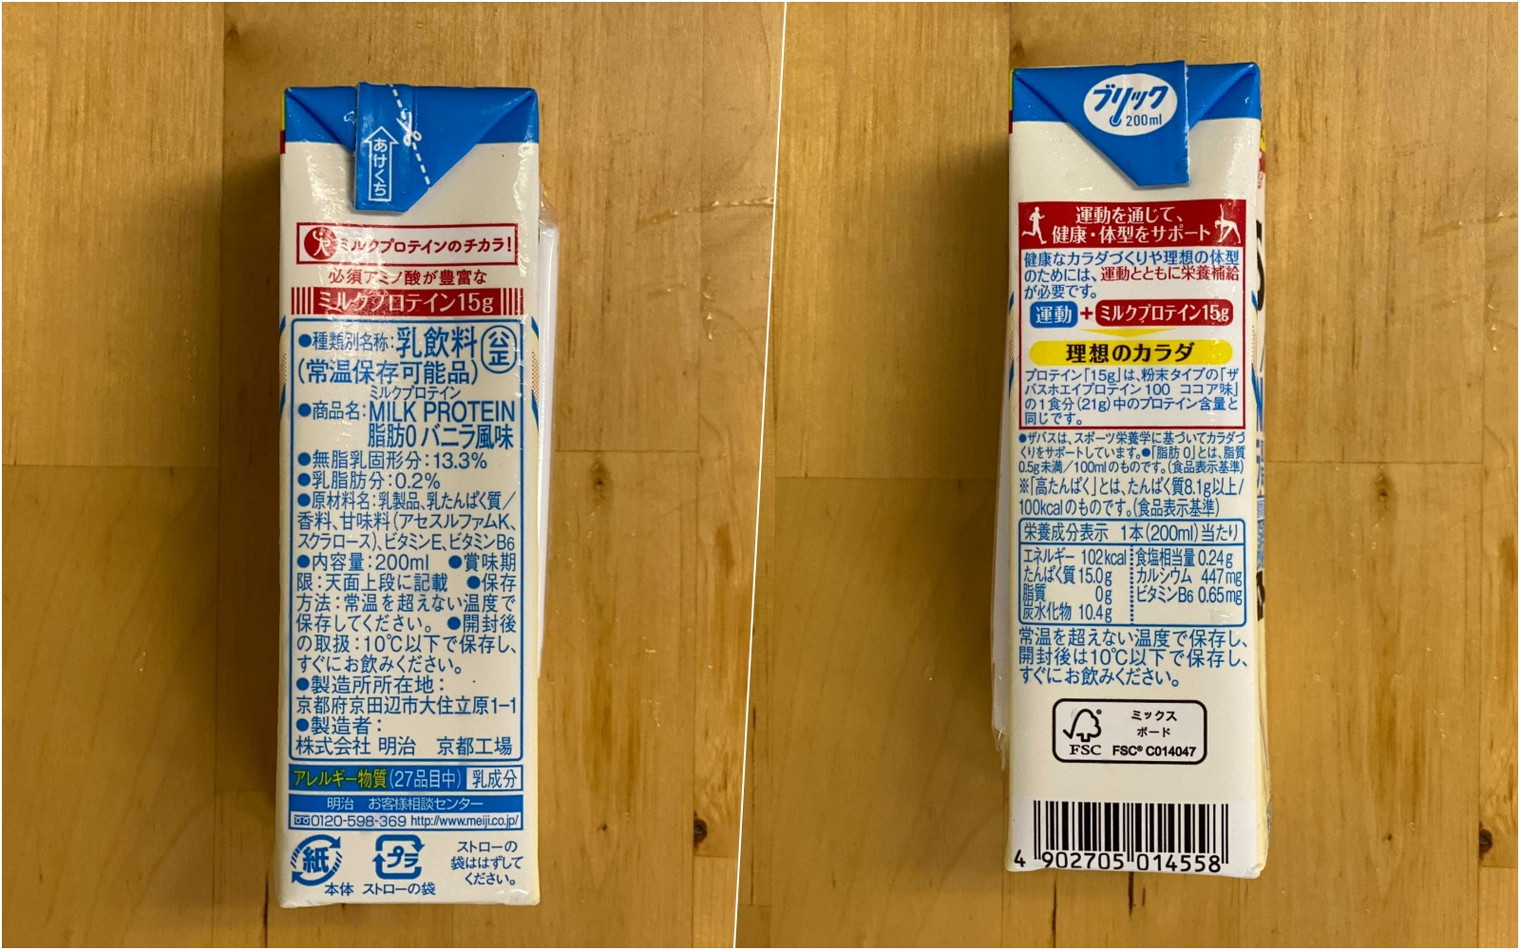 あけくち
ミルクプロテインのチカラ!
必須アミノ酸が豊富な
ミルクプロテイン15g
●種類別名称:乳飲料 公正
(常温保存可能品)
ミルクプロテイン
●商品名:MILK PROTEIN
脂肪0 バニラ風味
●無脂乳固形分:13.3%
●乳脂肪分:0.2%
●原材料名:乳製品、乳たんぱく質/
香料、甘味料(アセスルファムK、
スクラロース)、ビタミンE、ビタミンB6
●内容量:200ml ●賞味期
限:天面上段に記載 ●保存
方法:常温を超えない温度で
保存してください。 ●開封後
の取扱:10℃以下で保存し、
すぐにお飲みください。
●製造所所在地:
京都府京田辺市大住立原1-1
●製造者:
株式会社 明治 京都工場
アレルギー物質(27品目中) 乳成分
明治 お客様相談センター
0120-598-369 http://www.meiji.co.jp/
紙 プラ
本体 ストローの袋
ストローの
袋ははずして
ください。
ブリック
200ml
運動を通じて、
健康・体型をサポート
健康なカラダづくりや理想の体型
のためには、運動とともに栄養補給
が必要です。
運動+ミルクプロテイン15g
理想のカラダ
プロテイン「15g」は、粉末タイプの「ザ
バスホエイプロテイン100 ココア味」
の1食分(21g)中のプロテイン含量と
同じです。
●ザバスは、スポーツ栄養学に基づいてカラダづ
くりをサポートしています。●「脂肪0」とは、脂質
0.5g未満/100mlのものです。(食品表示基準)
※「高たんぱく」とは、たんぱく質8.1g以上/
100kcalのものです。(食品表示基準)
栄養成分表示 1本(200ml)当たり
エネルギー 102kcal 食塩相当量 0.24g
たんぱく質 15.0g カルシウム 447mg
脂質 0g ビタミンB6 0.65mg
炭水化物 10.4g
常温を超えない温度で保存し、
開封後は10℃以下で保存し、
すぐにお飲みください。
ミックス
ボード
FSC FSC® C014047
4 902705 014558